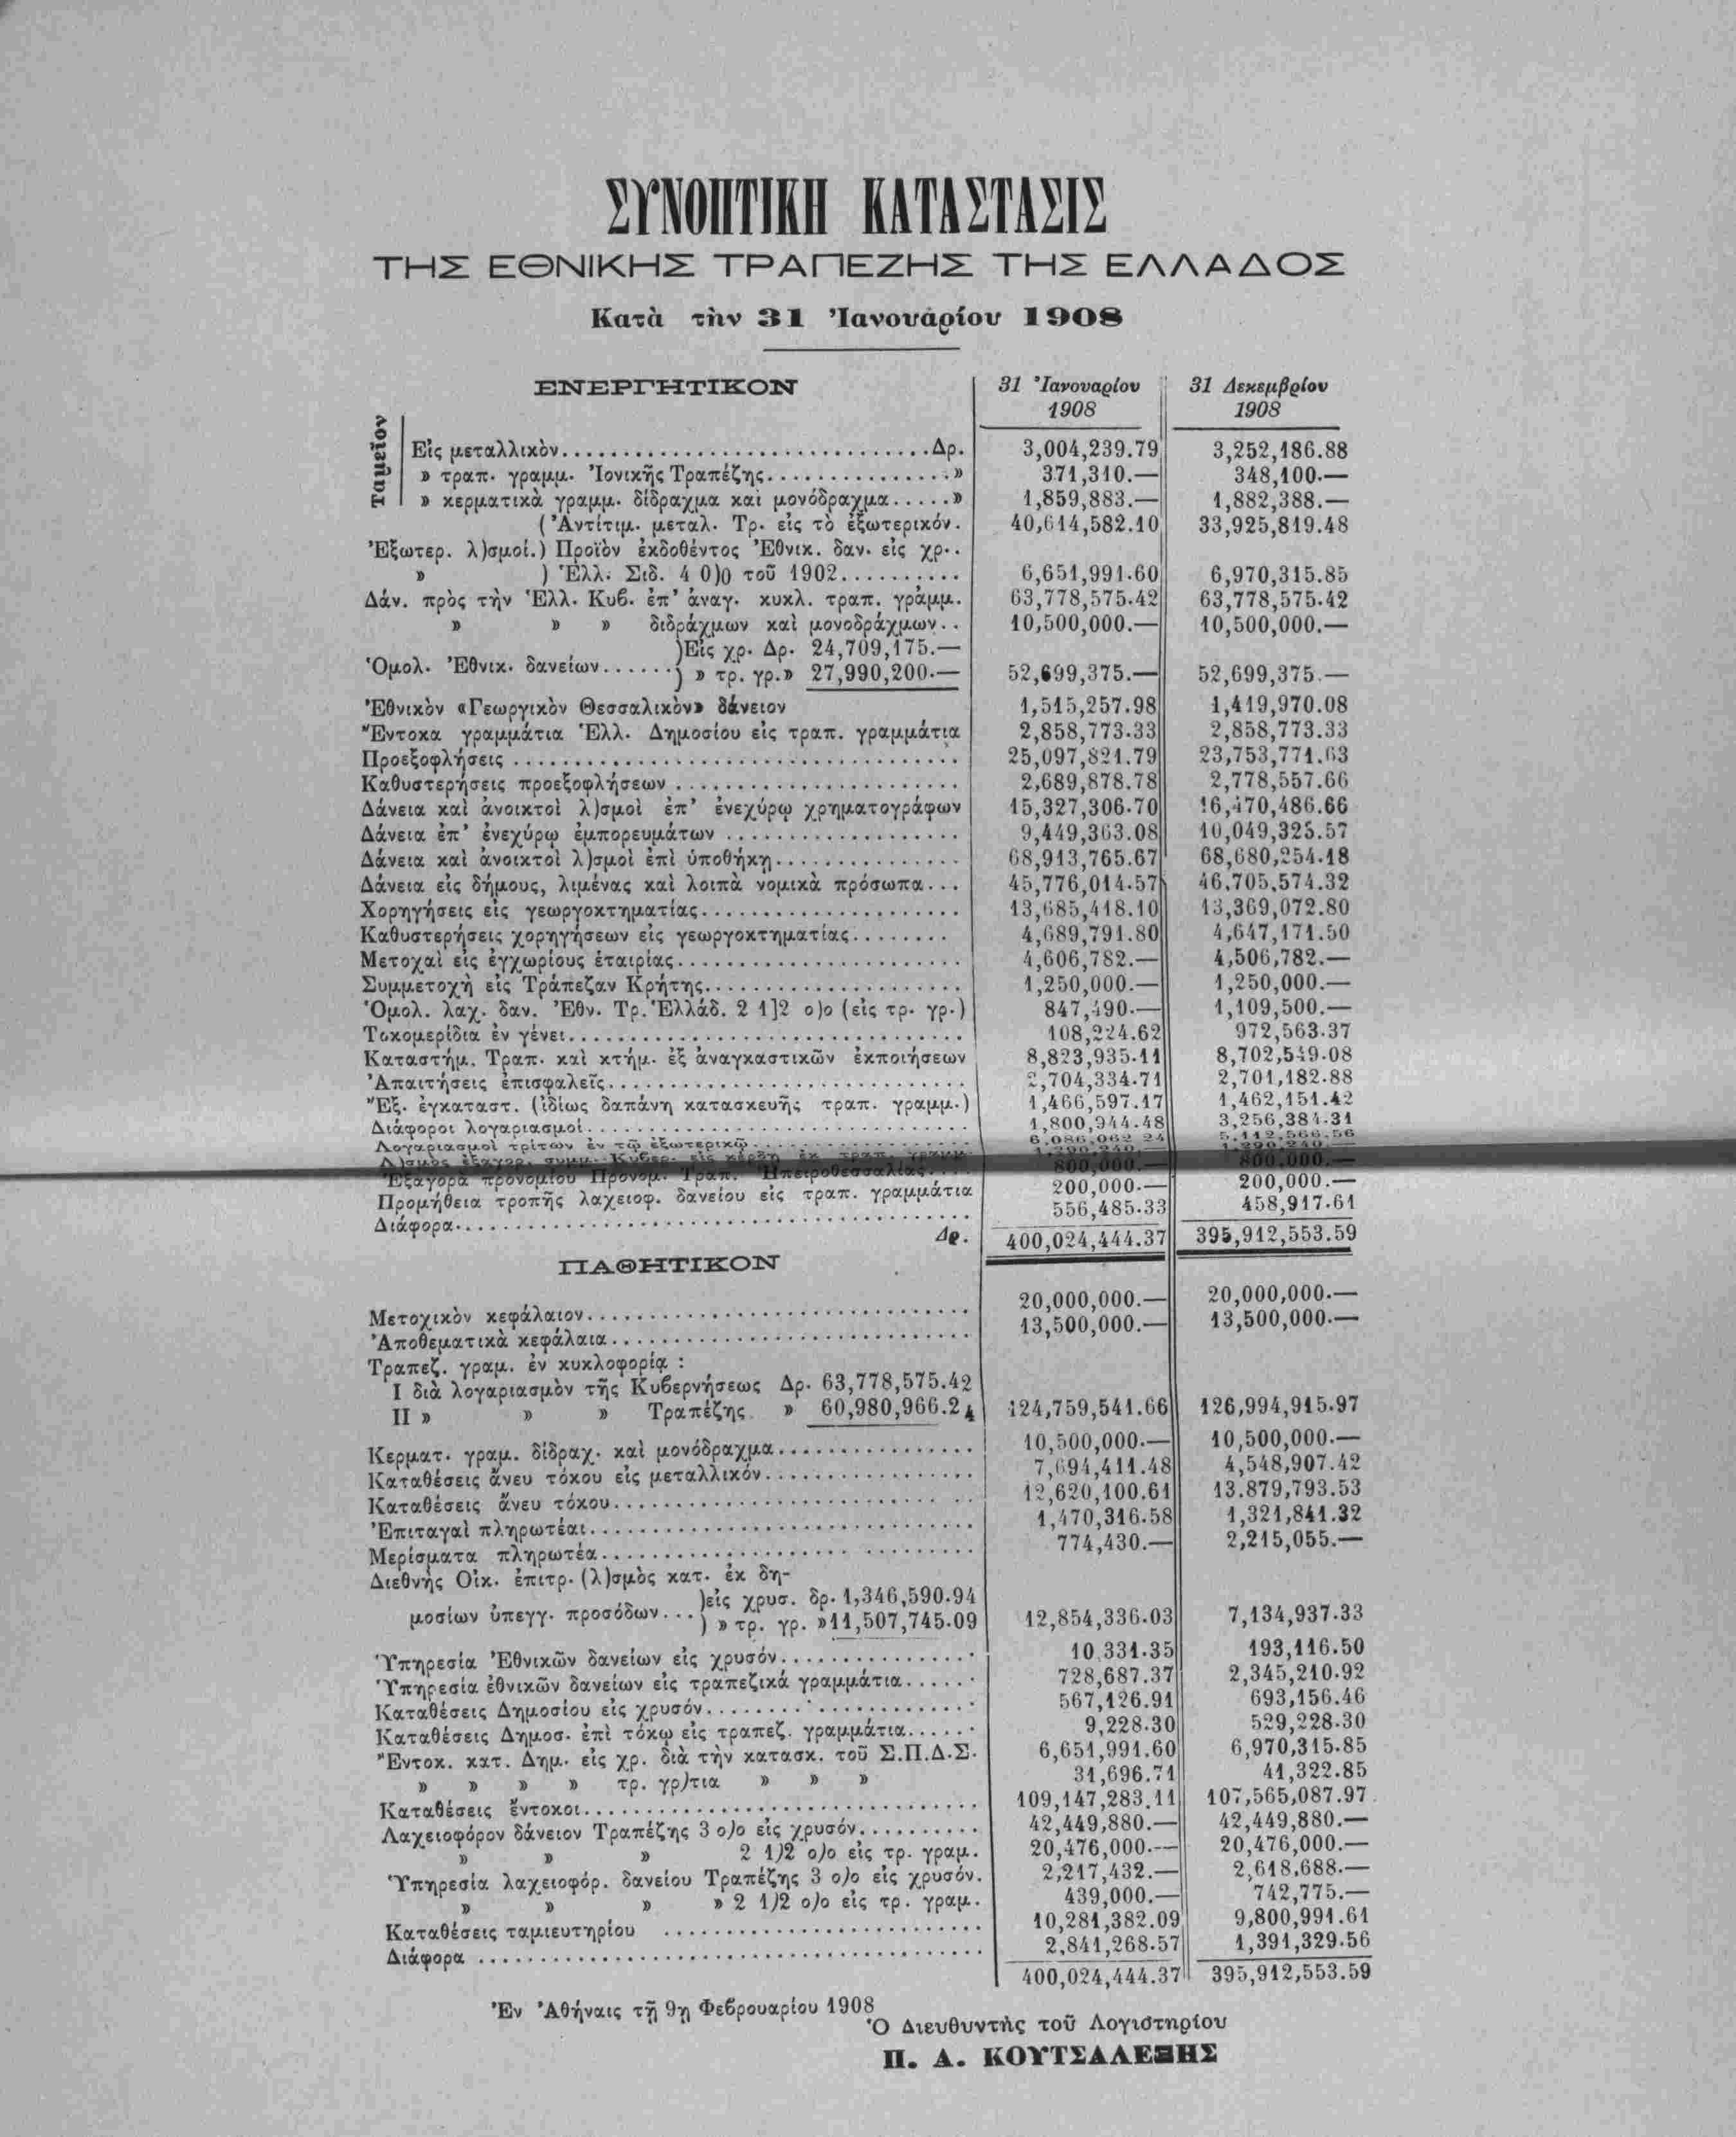 ΣΥΝΟΠΤΙΚΗ ΚΑΤΑΣΤΑΣΙΣ
ΤΗΣ ΕΘΝΙΚΗΣ ΤΡΑΠΕΖΗΣ ΤΗΣ ΕΛΛΑΔΟΣ
Κατὰ τὴν 31 Ἰανουάρίου 1908
ΕΝΕΡΓΗΤΙΚΟΝ 31 Ἰανουαρίου 1908 31 Δεκεμβρίου 1908
Ταμεῖον
Εἰς μεταλλικὸν..............................Δρ. 3,004,239.79 3,252,186.88
» τραπ. γραμμ. Ἰονικῆς Τραπέζης...............» 371,310.— 348,100.—
» κερματικὰ γραμμ. δίδραχμα καὶ μονόδραχμα.....» 1,859,883.— 1,882,388.—
(Ἀντίτιμ. μεταλ. Τρ. εἰς τὸ ἐξωτερικόν. 40,614,582.10 33,925,819.48
Ἐξωτερ. λ)σμοί.) Προϊὸν ἐκδοθέντος Ἐθνικ. δαν. εἰς χρ..
» ) Ἑλλ. Σιδ. 4 0)0 τοῦ 1902.......... 6,651,991.60 6,970,315.85
Δάν. πρὸς τὴν Ἑλλ. Κυβ. ἐπ' ἀναγ. κυκλ. τραπ. γραμμ. 63,778,575.42 63,778,575.42
» » » διδράχμων καὶ μονοδράχμων.. 10,500,000.— 10,500,000.—
)Εἰς χρ. Δρ. 24,709,175.—
Ὁμολ. Ἐθνικ. δανείων......) » τρ. γρ.» 27,990,200.— 52,699,375.— 52,699,375.—
Ἐθνικὸν «Γεωργικὸν Θεσσαλικὸν» δάνειον 1,515,257.98 1,419,970.08
Ἔντοκα γραμμάτια Ἑλλ. Δημοσίου εἰς τραπ. γραμμάτια 2,858,773.33 2,858,773.33
Προεξοφλήσεις .................................. 25,097,821.79 23,753,771.63
Καθυστερήσεις προεξοφλήσεων ...................... 2,689,878.78 2,778,557.66
Δάνεια καὶ ἀνοικτοὶ λ)σμοὶ ἐπ' ἐνεχύρῳ χρηματογράφων 15,327,306.70 16,470,486.66
Δάνεια ἐπ' ἐνεχύρῳ ἐμπορευμάτων .................. 9,449,363.08 10,049,325.57
Δάνεια καὶ ἀνοικτοὶ λ)σμοὶ ἐπὶ ὑποθήκῃ.............. 68,913,765.67 68,680,254.18
Δάνεια εἰς δήμους, λιμένας καὶ λοιπὰ νομικὰ πρόσωπα... 45,776,014.57 46.705,574.32
Χορηγήσεις εἰς γεωργοκτηματίας.................... 13,685,418.10 13,369,072.80
Καθυστερήσεις χορηγήσεων εἰς γεωργοκτηματίας........ 4,689,791.80 4,647,171.50
Μετοχαὶ εἰς ἐγχωρίους ἑταιρίας...................... 4,606,782.— 4,506,782.—
Συμμετοχὴ εἰς Τράπεζαν Κρήτης.................... 1,250,000.— 1,250,000.—
Ὁμολ. λαχ. δαν. Ἐθν. Τρ. Ἑλλάδ. 2 1]2 ο)ο (εἰς τρ. γρ.) 847,490.— 1,109,500.—
Τοκομερίδια ἐν γένει.............................. 108,224.62 972,563.37
Καταστήμ. Τραπ. καὶ κτήμ. ἐξ ἀναγκαστικῶν ἐκποιήσεων 8,823,935.11 8,702,549.08
Ἀπαιτήσεις ἐπισφαλεῖς............................ 2,704,334.71 2,701,182.88
Ἔξ. ἐγκαταστ. (ἰδίως δαπάνη κατασκευῆς τραπ. γραμμ.) 1,466,597.17 1,462,151.42
Διάφοροι λογαριασμοί............................ 1,800,944.48 3,256,384.31
Λογαριασμοὶ τρίτων ἐν τῷ ἐξωτερικῷ.................. 6,086,062 24 5,112,566.56
Ἐξαγορὰ προνομίου Προνομ. Τραπ. Ἠπειροθεσσαλίας.... 800,000.— 800,000.—
Προμήθεια τροπῆς λαχειοφ. δανείου εἰς τραπ. γραμμάτια 200,000.— 200,000.—
Διάφορα........................................ 556,485.33 458,917.61
Δρ. 400,024,444.37 395,912,553.59
ΠΑΘΗΤΙΚΟΝ
Μετοχικὸν κεφάλαιον.............................. 20,000,000.— 20,000,000.—
Ἀποθεματικὰ κεφάλαια............................ 13,500,000.— 13,500,000.—
Τραπεζ. γραμ. ἐν κυκλοφορίᾳ :
I διὰ λογαριασμὸν τῆς Κυβερνήσεως Δρ. 63,778,575.42
II » » » Τραπέζης » 60,980,966.24 124,759,541.66 126,994,915.97
Κερματ. γραμ. δίδραχ. καὶ μονόδραχμα................ 10,500,000.— 10,500,000.—
Καταθέσεις ἄνευ τόκου εἰς μεταλλικόν................ 7,694,411.48 4,548,907.42
Καταθέσεις ἄνευ τόκου............................ 12,620,100.61 13.879,793.53
Ἐπιταγαὶ πληρωτέαι.............................. 1,470,316.58 1,321,841.32
Μερίσματα πληρωτέα............................ 774,430.— 2,215,055.—
Διεθνὴς Οἰκ. ἐπιτρ. (λ)σμὸς κατ. ἐκ δη-
)εἰς χρυσ. δρ. 1,346,590.94
μοσίων ὑπεγγ. προσόδων...) » τρ. γρ. »11,507,745.09 12,854,336.03 7,134,937.33
Ὑπηρεσία Ἐθνικῶν δανείων εἰς χρυσόν................ 10,331.35 193,116.50
Ὑπηρεσία ἐθνικῶν δανείων εἰς τραπεζικά γραμμάτια...... 728,687.37 2,345,210.92
Καταθέσεις Δημοσίου εἰς χρυσόν.................... 567,126.91 693,156.46
Καταθέσεις Δημοσ. ἐπὶ τόκῳ εἰς τραπεζ. γραμμάτια...... 9,228.30 529,228.30
Ἔντοκ. κατ. Δημ. εἰς χρ. διὰ τὴν κατασκ. τοῦ Σ.Π.Δ.Σ. 6,651,991.60 6,970,315.85
» » » » τρ. γρ)τια » » » 31,696.71 41,322.85
Καταθέσεις ἔντοκοι.............................. 109,147,283.11 107,565,087.97
Λαχειοφόρον δάνειον Τραπέζης 3 ο)ο εἰς χρυσόν.......... 42,449,880.— 42,449,880.—
» » » 2 1)2 ο)ο εἰς τρ. γραμ. 20,476,000.— 20,476,000.—
Ὑπηρεσία λαχειοφόρ. δανείου Τραπέζης 3 ο)ο εἰς χρυσόν. 2,217,432.— 2,618,688.—
» » » » 2 1)2 ο)ο εἰς τρ. γραμ. 439,000.— 742,775.—
Καταθέσεις ταμιευτηρίου ........................ 10,281,382.09 9,800,991.61
Διάφορα ...................................... 2,841,268.57 1,391,329.56
400,024,444.37 395,912,553.59
Ἐν Ἀθήναις τῇ 9ῃ Φεβρουαρίου 1908
Ὁ Διευθυντὴς τοῦ Λογιστηρίου
Π. Α. ΚΟΥΤΣΑΛΕΞΗΣ